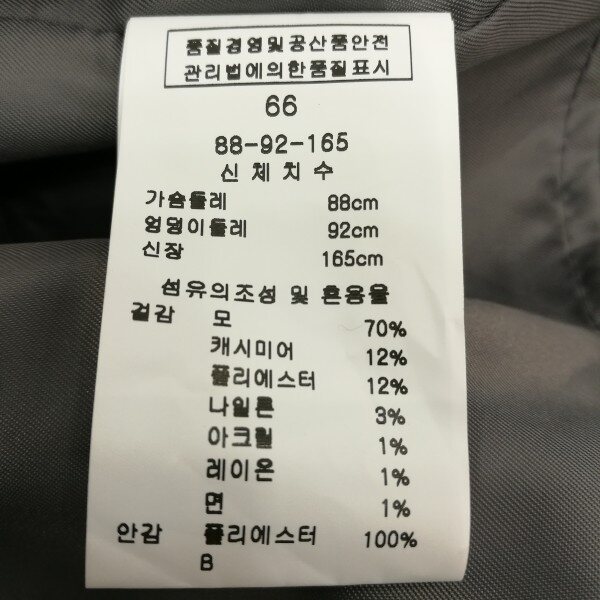 품질경영및공산품안전
관리법에의한품질표시
66
88-92-165
신체치수
가슴둘레 88cm
엉덩이둘레 92cm
신장 165cm
섬유의조성 및 혼용율
겉감 모 70%
캐시미어 12%
폴리에스터 12%
나일론 3%
아크릴 1%
레이온 1%
면 1%
안감 폴리에스터 100%
B